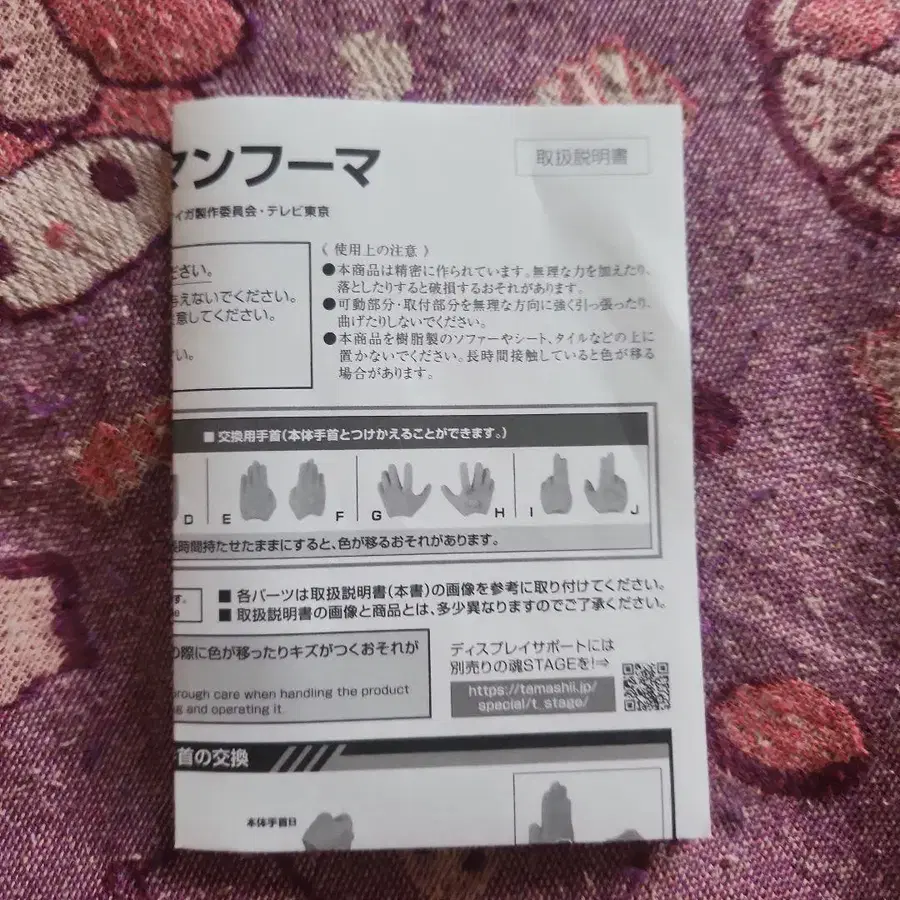 マンフーマ
取扱説明書
イガ製作委員会・テレビ東京
ださい。
与えないでください。
意してください。
い。
《 使用上の注意 》
●本商品は精密に作られています。無理な力を加えたり、
落としたりすると破損するおそれがあります。
●可動部分・取付部分を無理な方向に強く引っ張ったり、
曲げたりしないでください。
●本商品を樹脂製のソファーやシート、タイルなどの上に
置かないでください。長時間接触していると色が移る
場合があります。
■ 交換用手首(本体手首とつけかえることができます。)
D E F G H I J
長時間持たせたままにすると、色が移るおそれがあります。
す。
■ 各パーツは取扱説明書(本書)の画像を参考に取り付けてください。
■ 取扱説明書の画像と商品とは、多少異なりますのでご了承ください。
の際に色が移ったりキズがつくおそれが
orough care when handling the product
g and operating it.
ディスプレイサポートには
別売りの魂STAGEを!⇒
https://tamashii.jp/
special/t_stage/
首の交換
本体手首B